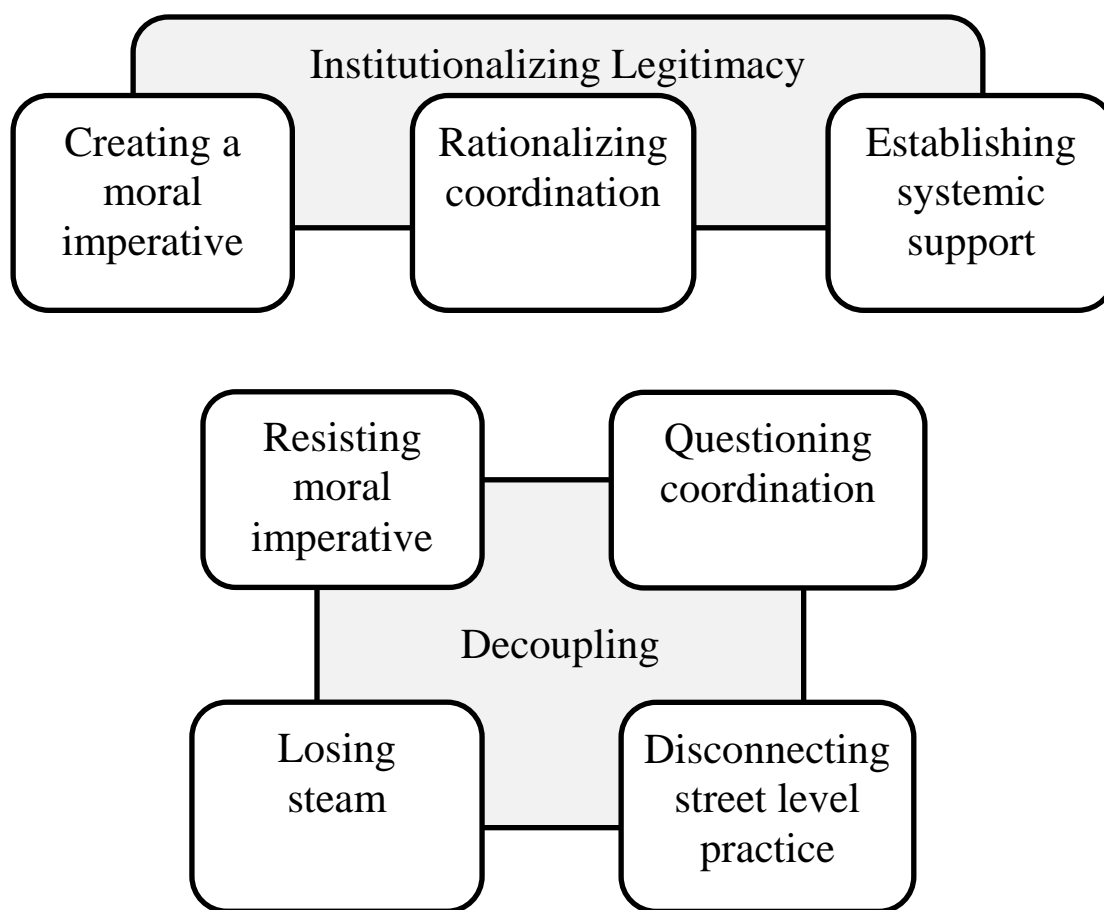 Institutionalizing Legitimacy
Creating a
moral
imperative
Rationalizing
coordination
Establishing
systemic
support
Resisting
moral
imperative
Questioning
coordination
Decoupling
Losing
steam
Disconnecting
street level
practice